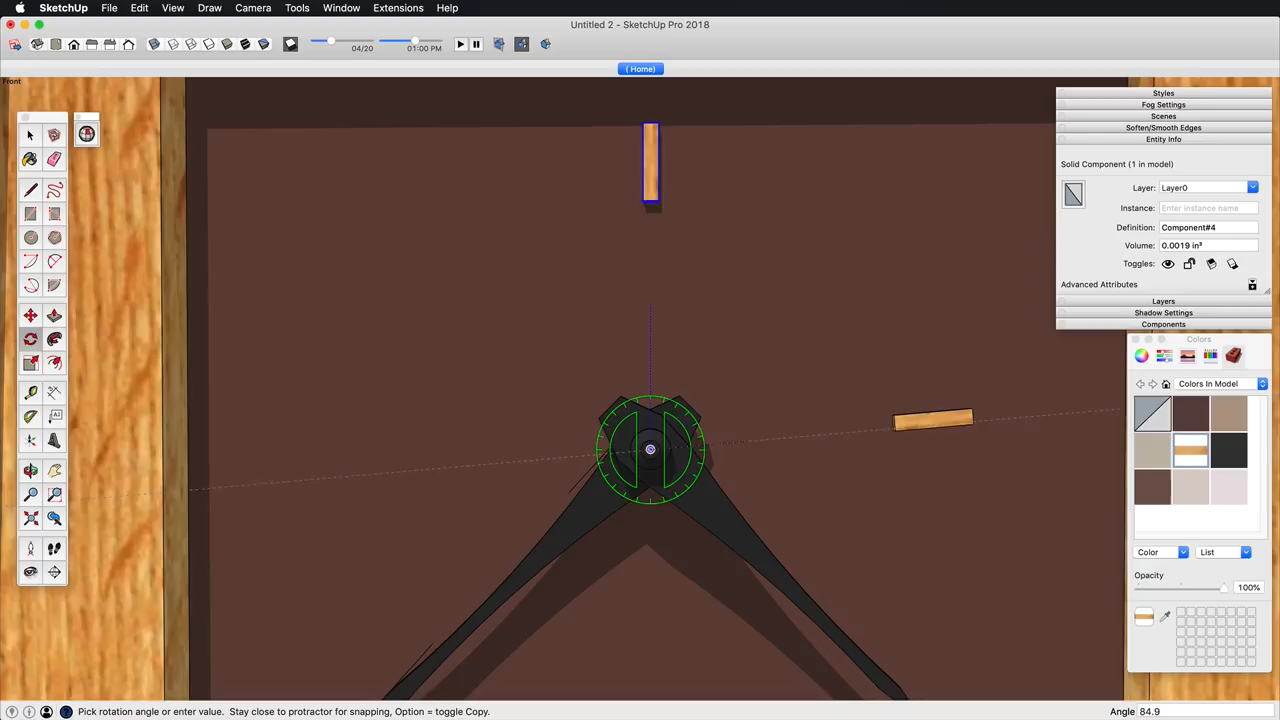 SketchUp File Edit View Draw Camera Tools Window Extensions Help
Untitled 2 - SketchUp Pro 2018
04/20
01:00 PM
( Home)
Front
Styles
Fog Settings
Scenes
Soften/Smooth Edges
Entity Info
Solid Component (1 in model)
Layer: Layer0
Instance: Enter instance name
Definition: Component#4
Volume: 0.0019 in³
Toggles:
Advanced Attributes
Layers
Shadow Settings
Components
Colors
Colors In Model
Color List
Opacity
100%
Pick rotation angle or enter value. Stay close to protractor for snapping, Option = toggle Copy.
Angle 84.9